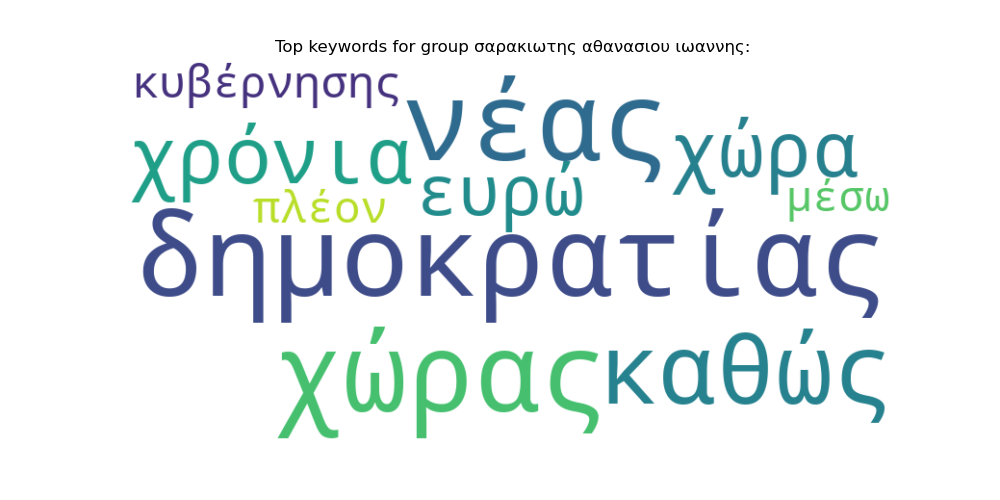 Top keywords for group σαρακιωτης αθανασιου ιωαννης:
κυβέρνησης
νέας
χρόνια
χώρα
ευρώ
πλέον
μέσω
δημοκρατίας
χώρας
καθώς